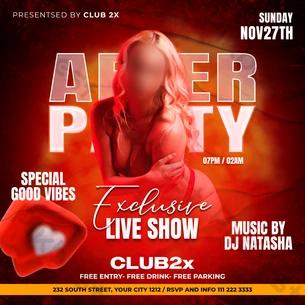 PRESENTSED BY CLUB 2X
SUNDAY
NOV27TH
AFTER
PARTY
07PM / 02AM
SPECIAL
GOOD VIBES
Exclusive
LIVE SHOW
MUSIC BY
DJ NATASHA
CLUB2x
FREE ENTRY- FREE DRINK- FREE PARKING
232 SOUTH STREET, YOUR CITY 1212 / RSVP AND INFO 111 222 3333